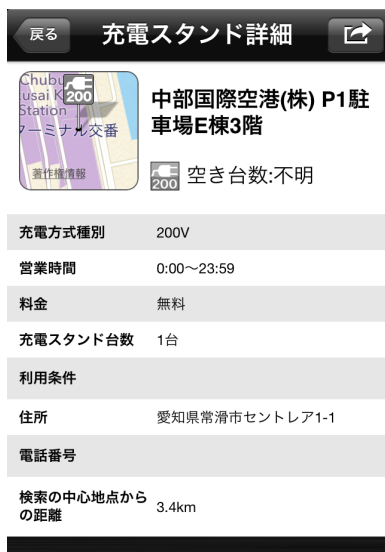 戻る 充電スタンド詳細
Chubu
usai K
Station
200
ターミナル交番
著作権情報
中部国際空港(株) P1駐
車場E棟3階
200 空き台数:不明
充電方式種別 200V
営業時間 0:00〜23:59
料金 無料
充電スタンド台数 1台
利用条件
住所 愛知県常滑市セントレア1-1
電話番号
検索の中心地点から
の距離 3.4km